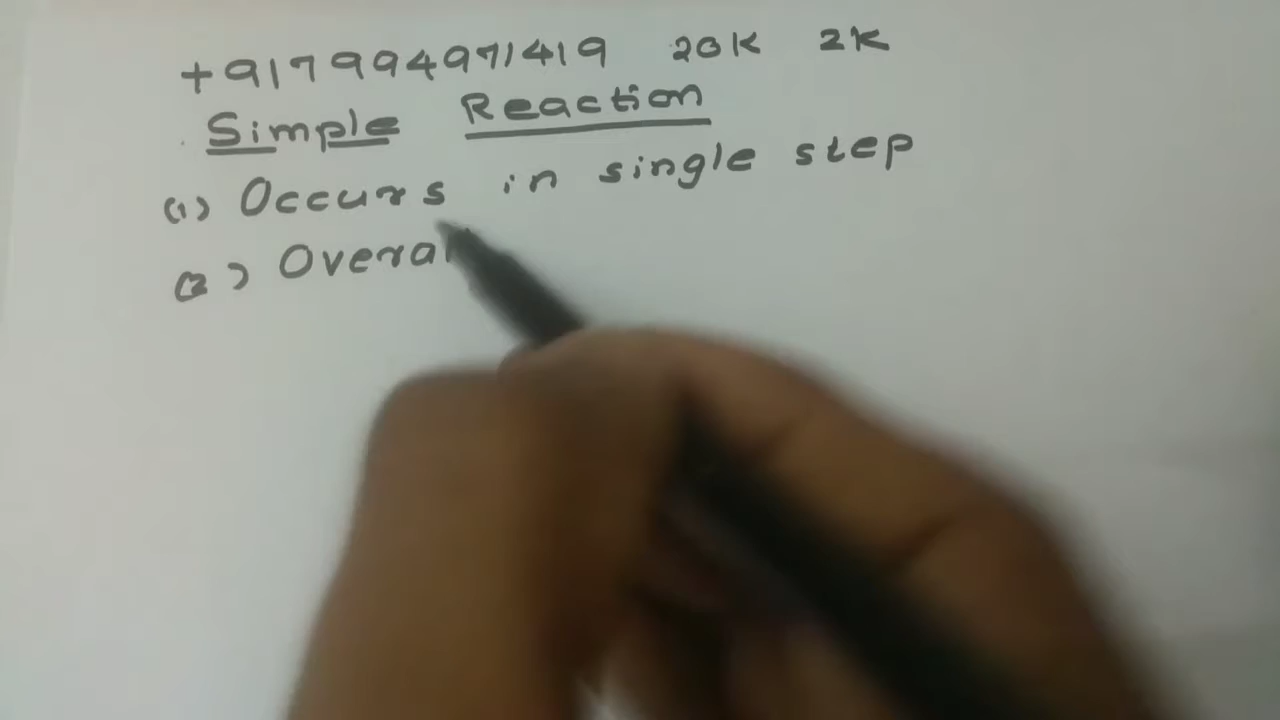 +917994971419 20K 2K
Simple Reaction
(1) Occurs in single step
(2) Overal